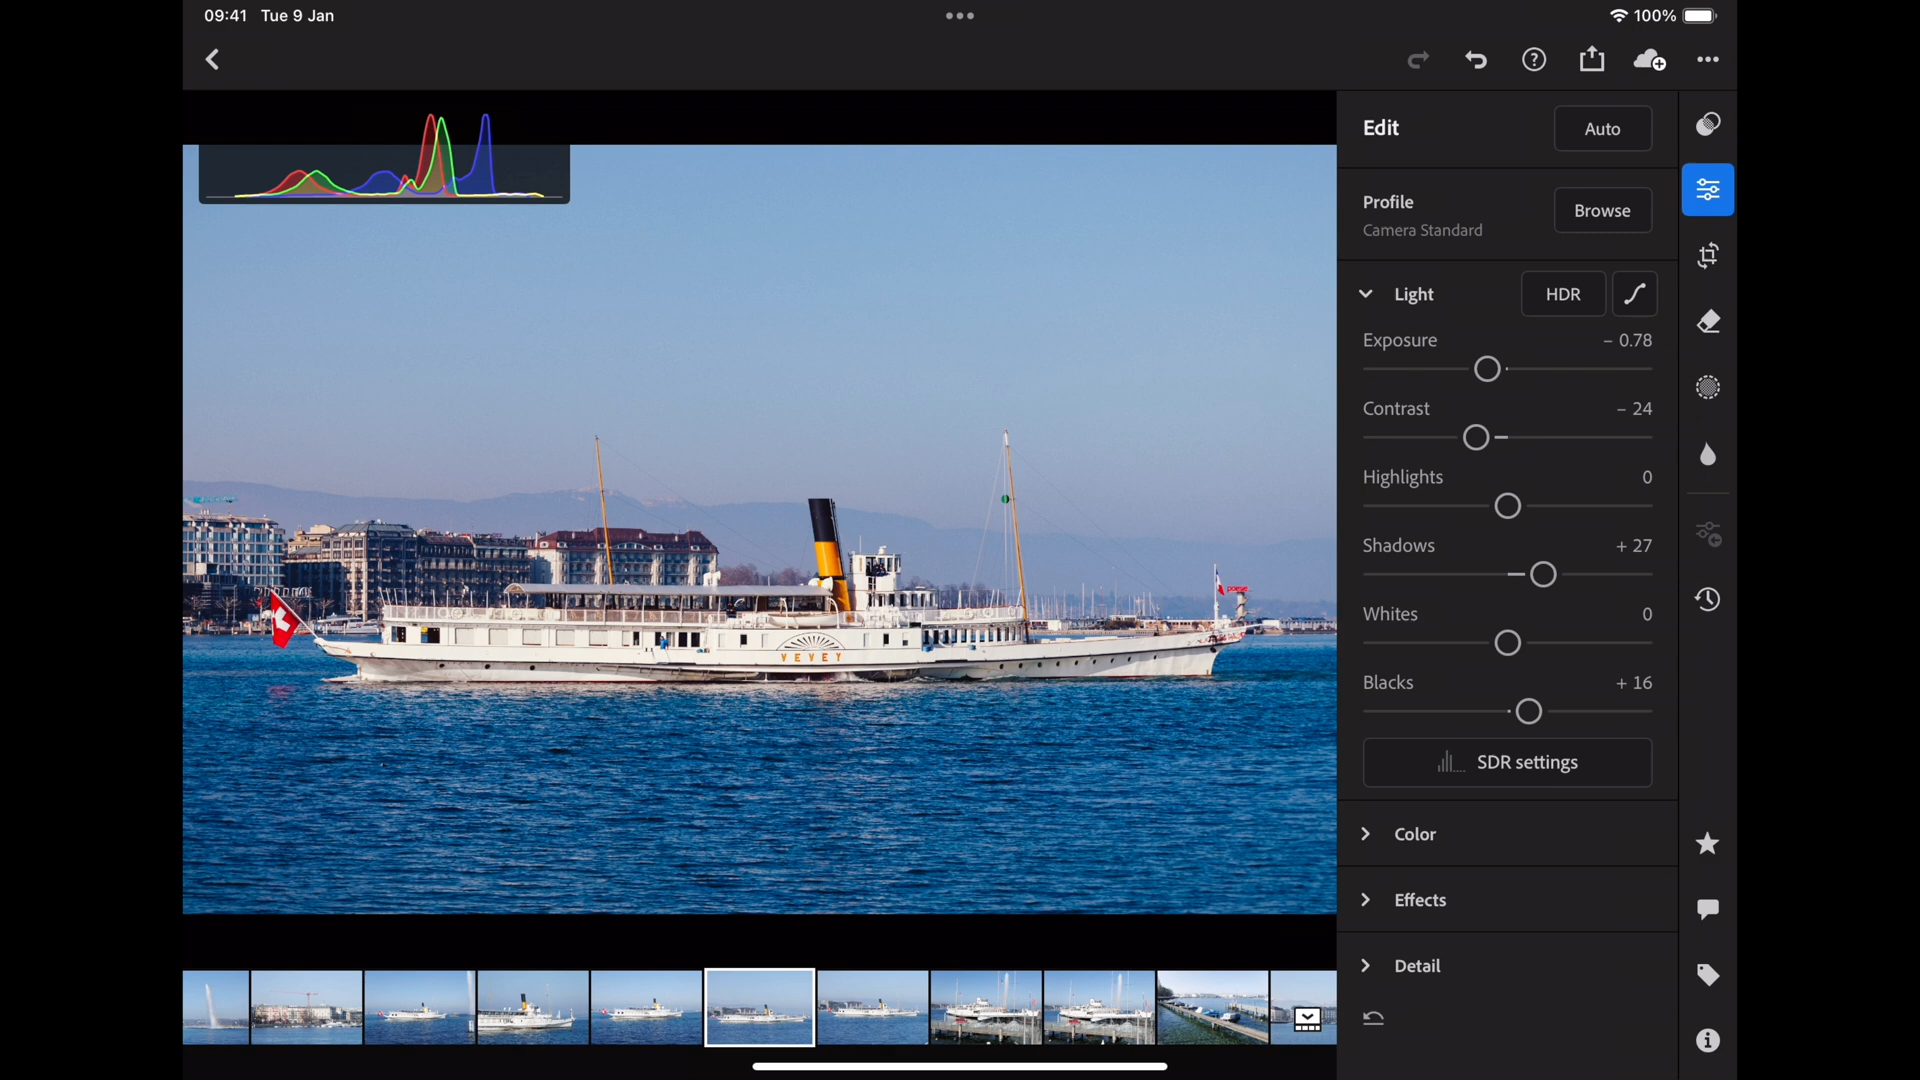 09:41 Tue 9 Jan
100%
Edit
Auto
Profile
Camera Standard
Browse
Light
HDR
Exposure
– 0.78
Contrast
– 24
Highlights
0
Shadows
+ 27
Whites
0
Blacks
+ 16
SDR settings
Color
Effects
Detail
VEVEY